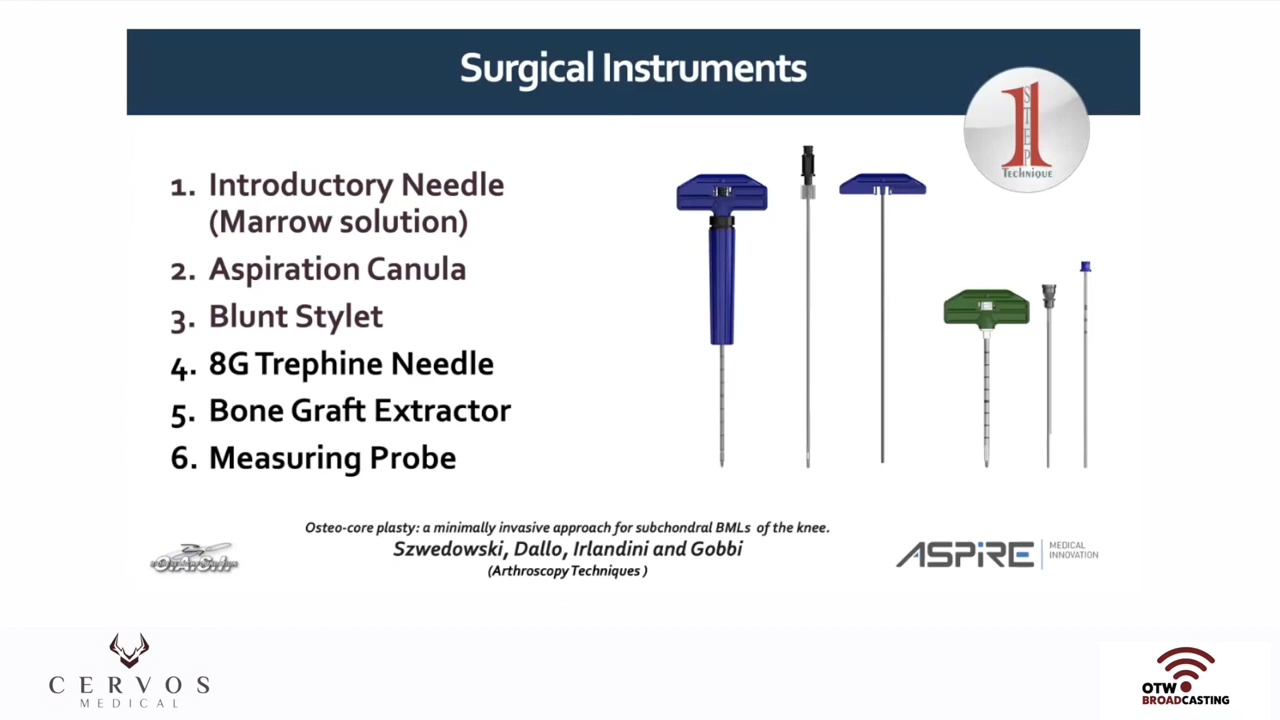 Surgical Instruments
1
STEP
TECHNIQUE
1. Introductory Needle
(Marrow solution)
2. Aspiration Canula
3. Blunt Stylet
4. 8G Trephine Needle
5. Bone Graft Extractor
6. Measuring Probe
Osteo-core plasty: a minimally invasive approach for subchondral BMLs of the knee.
Szwedowski, Dallo, Irlandini and Gobbi
(Arthroscopy Techniques )
O.A.S.I.
ASPIRE
MEDICAL
INNOVATION
CERVOS
MEDICAL
OTW
BROADCASTING